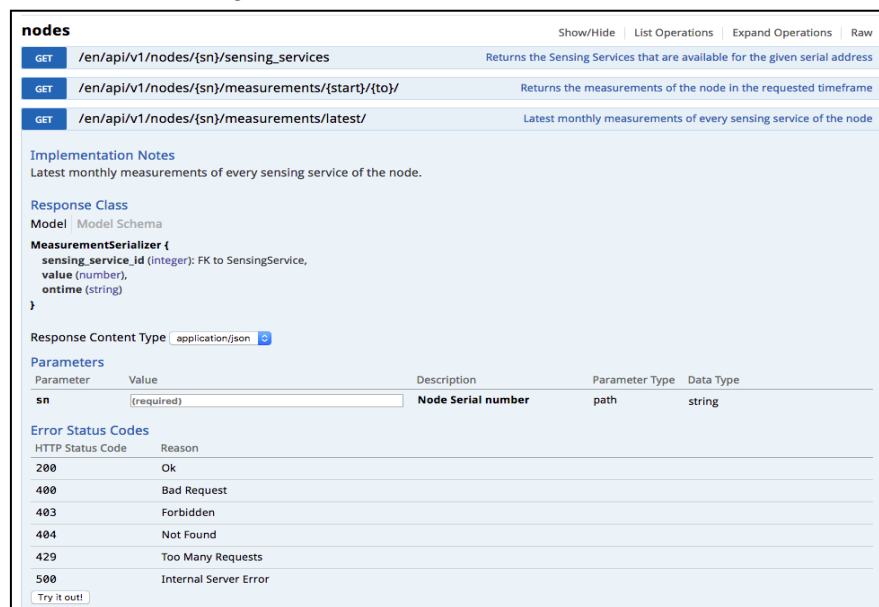 nodes
Show/Hide | List Operations | Expand Operations | Raw
GET /en/api/v1/nodes/{sn}/sensing_services Returns the Sensing Services that are available for the given serial address
GET /en/api/v1/nodes/{sn}/measurements/{start}/{to}/ Returns the measurements of the node in the requested timeframe
GET /en/api/v1/nodes/{sn}/measurements/latest/ Latest monthly measurements of every sensing service of the node
Implementation Notes
Latest monthly measurements of every sensing service of the node.
Response Class
Model | Model Schema
MeasurementSerializer {
sensing_service_id (integer): FK to SensingService,
value (number),
ontime (string)
}
Response Content Type application/json
Parameters
Parameter Value Description Parameter Type Data Type
sn (required) Node Serial number path string
Error Status Codes
HTTP Status Code Reason
200 Ok
400 Bad Request
403 Forbidden
404 Not Found
429 Too Many Requests
500 Internal Server Error
Try it out!